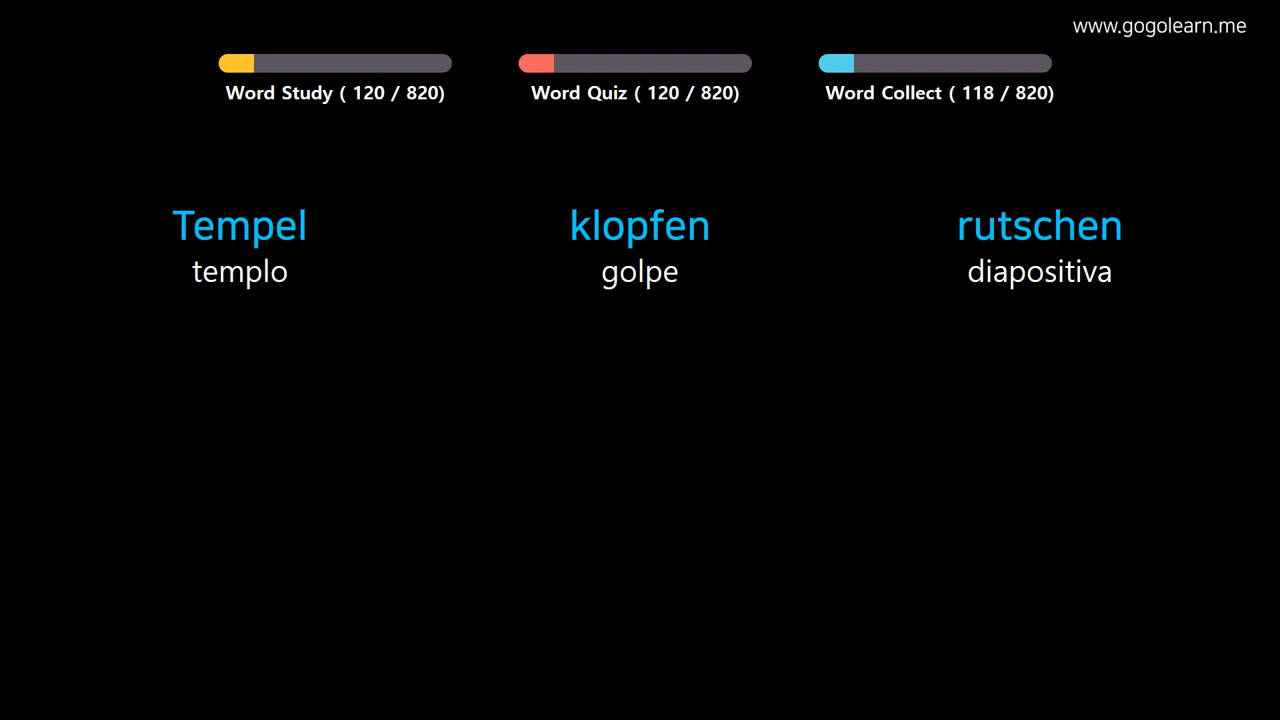 www.gogolearn.me
Word Study ( 120 / 820)
Word Quiz ( 120 / 820)
Word Collect ( 118 / 820)
Tempel
templo
klopfen
golpe
rutschen
diapositiva